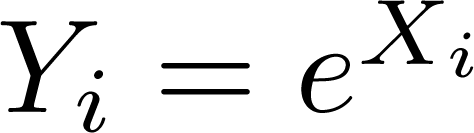 Y_i = e^{X_i}